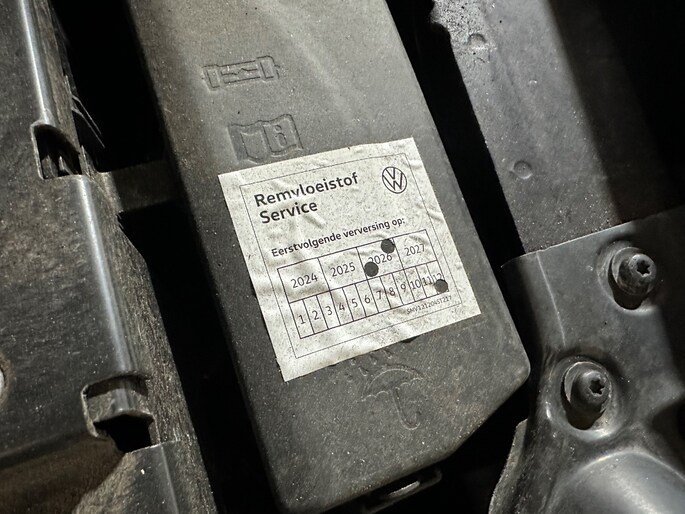 Remvloeistof
Service
Eerstvolgende verversing op:
2024 2025 2026 2027
1 2 3 4 5 6 7 8 9 10 11 12